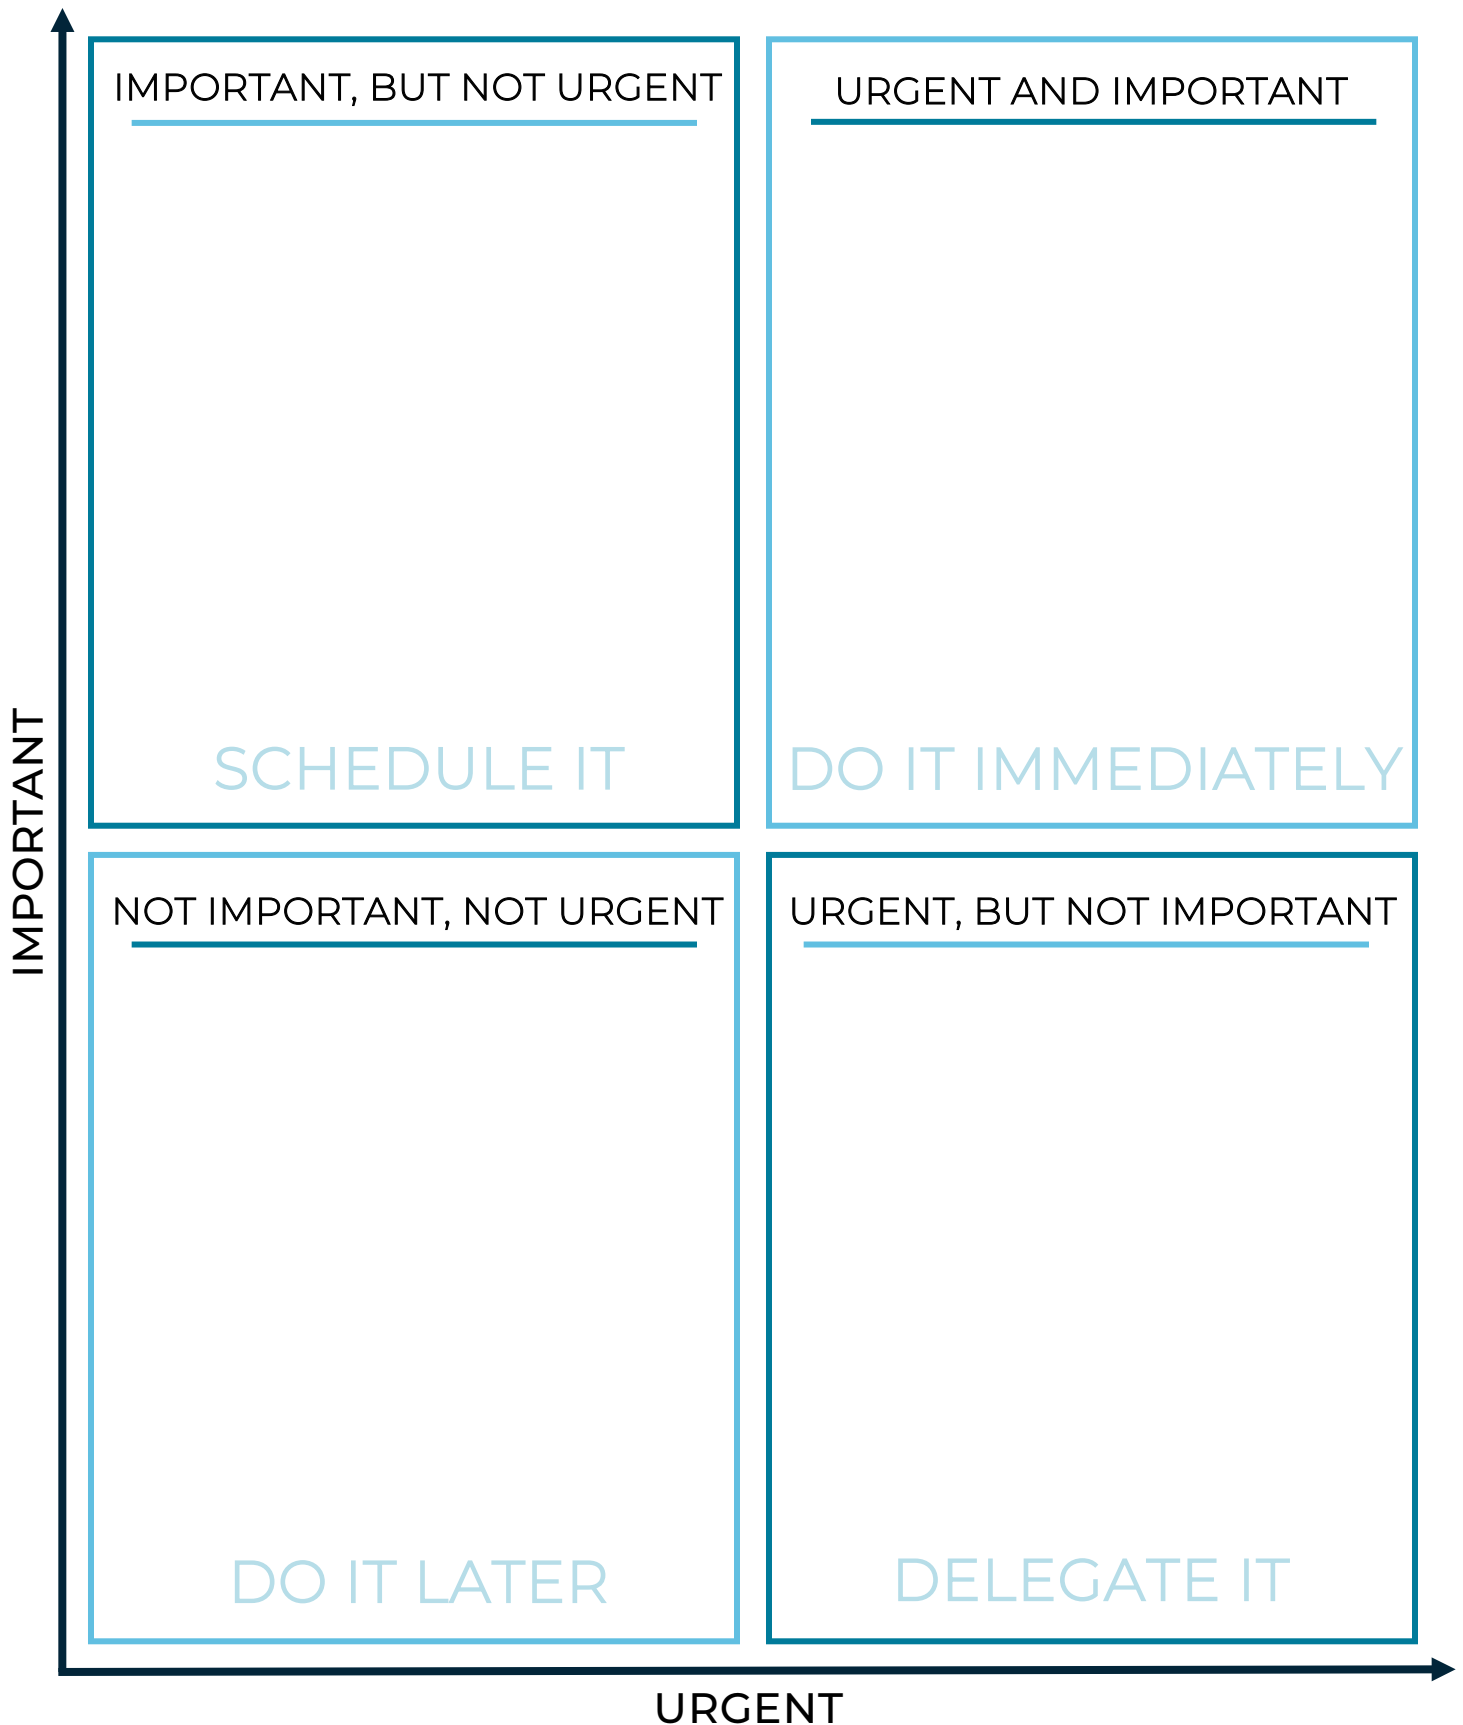 IMPORTANT, BUT NOT URGENT
URGENT AND IMPORTANT
SCHEDULE IT
DO IT IMMEDIATELY
IMPORTANT
NOT IMPORTANT, NOT URGENT
URGENT, BUT NOT IMPORTANT
DO IT LATER
DELEGATE IT
URGENT